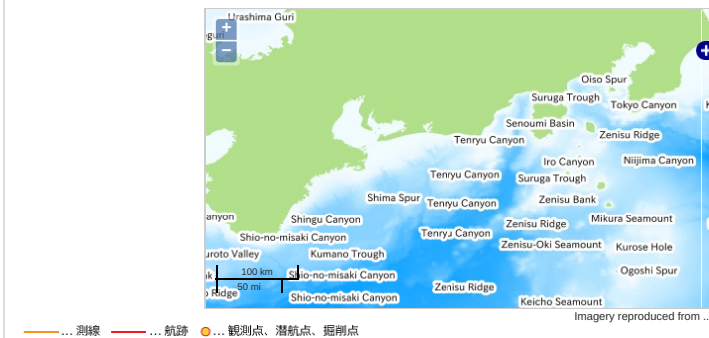 Urashima Guri
Oiso Spur
Suruga Trough
Tokyo Canyon
Senoumi Basin
Zenisu Ridge
Tenryu Canyon
Iro Canyon
Niijima Canyon
Tenryu Canyon
Suruga Trough
Shima Spur
Tenryu Canyon
Zenisu Bank
anyon
Shingu Canyon
Mikura Seamount
Zenisu Ridge
Shio-no-misaki Canyon
Tenryu Canyon
Zenisu-Oki Seamount
Kurose Hole
uroto Valley
Kumano Trough
Ogoshi Spur
100 km
Shio-no-misaki Canyon
50 mi
Zenisu Ridge
Ridge
Shio-no-misaki Canyon
Keicho Seamount
Imagery reproduced from ...
... 測線 ... 航跡 ... 観測点、潜航点、掘削点